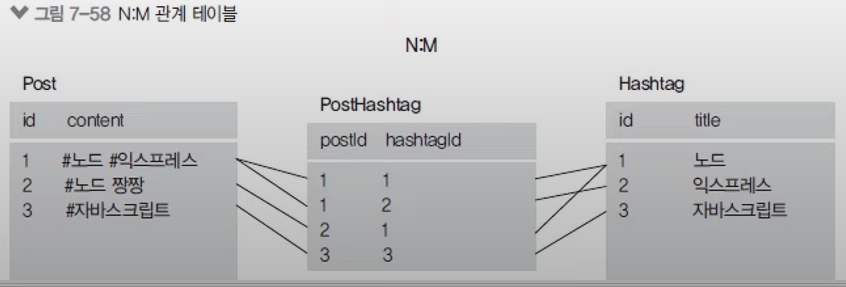 그림 7-58 N:M 관계 테이블
N:M
Post
id content
1 #노드 #익스프레스
2 #노드 짱짱
3 #자바스크립트
PostHashtag
postId hashtagId
1 1
1 2
2 1
3 3
Hashtag
id title
1 노드
2 익스프레스
3 자바스크립트